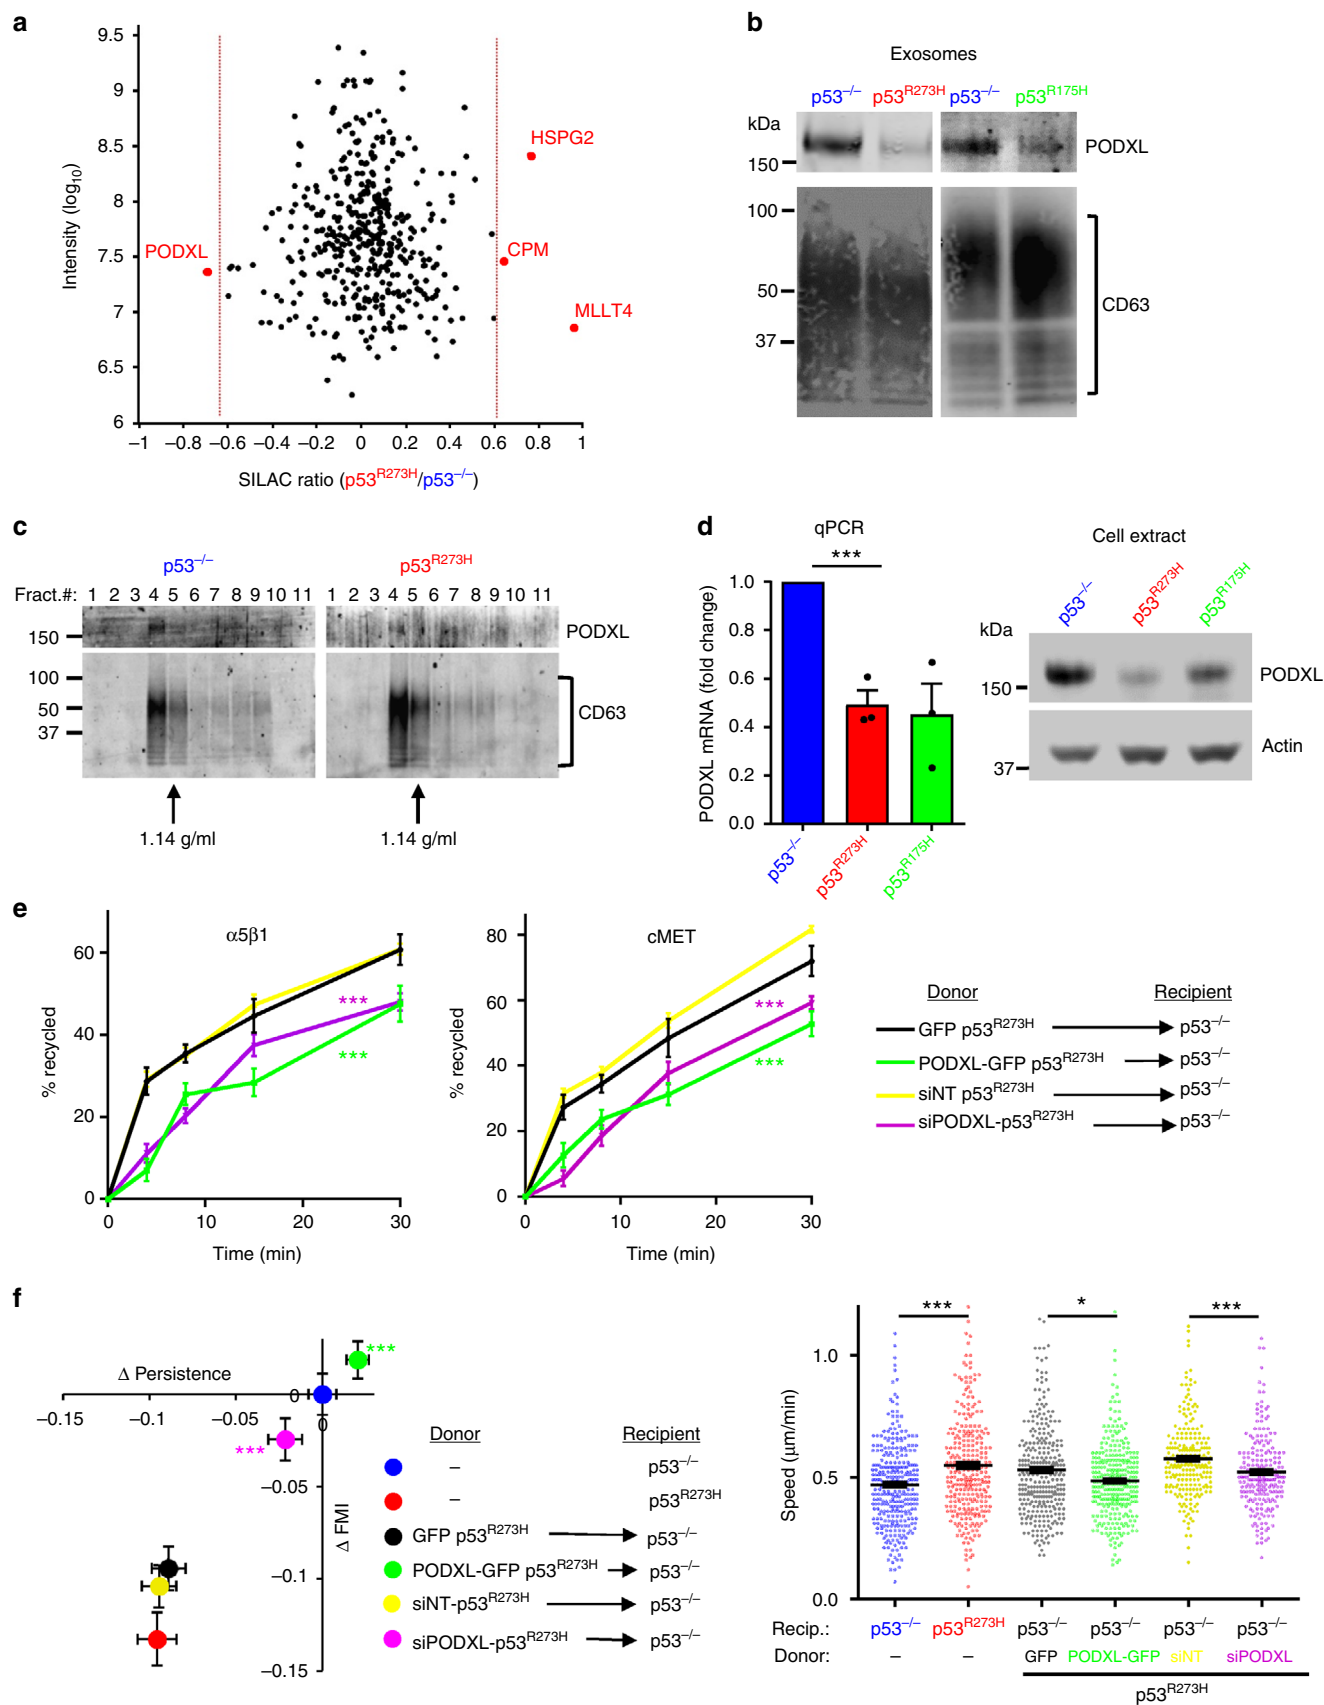 a
9.5
9
8.5
8
7.5
7
6.5
6
Intensity (log10)
HSPG2
PODXL
CPM
MLLT4
−1 −0.8 −0.6 −0.4 −0.2 0 0.2 0.4 0.6 0.8 1
SILAC ratio (p53R273H/p53−/−)
b
Exosomes
p53−/− p53R273H p53−/− p53R175H
kDa
150
PODXL
100
50
37
CD63
c
p53−/− p53R273H
Fract.#: 1 2 3 4 5 6 7 8 9 10 11 1 2 3 4 5 6 7 8 9 10 11
150
PODXL
100
50
37
CD63
1.14 g/ml 1.14 g/ml
d
qPCR
***
1.0
0.8
0.6
0.4
0.2
0.0
PODXL mRNA (fold change)
p53−/− p53R273H p53R175H
Cell extract
p53−/− p53R273H p53R175H
kDa
150
PODXL
37
Actin
e
α5β1
60
40
20
0
% recycled
***
***
0 10 20 30
Time (min)
cMET
80
60
40
20
0
% recycled
***
***
0 10 20 30
Time (min)
Donor Recipient
GFP p53R273H p53−/−
PODXL-GFP p53R273H p53−/−
siNT p53R273H p53−/−
siPODXL-p53R273H p53−/−
f
Δ Persistence
***
−0.15 −0.1 −0.05 0
0
***
−0.05
−0.1
−0.15
Δ FMI
Donor Recipient
– p53−/−
– p53R273H
GFP p53R273H p53−/−
PODXL-GFP p53R273H p53−/−
siNT-p53R273H p53−/−
siPODXL-p53R273H p53−/−
*** * ***
1.0
0.5
0.0
Speed (μm/min)
Recip.: p53−/− p53R273H p53−/− p53−/− p53−/− p53−/−
Donor: – – GFP PODXL-GFP siNT siPODXL
p53R273H